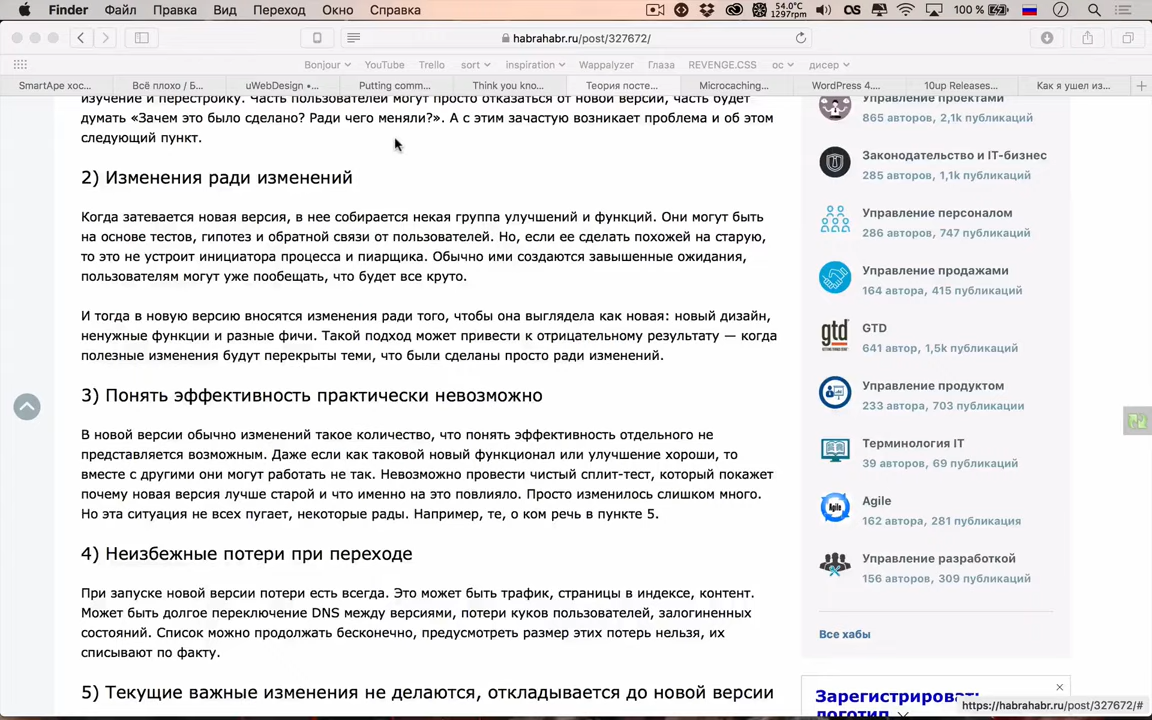 Finder Файл Правка Вид Переход Окно Справка 54.0°C 1297rpm 100 %
habrahabr.ru/post/327672/
Bonjour YouTube Trello sort inspiration Wappalyzer Глаза REVENGE.CSS ос дисер
SmartApe хос... Всё плохо / Б... uWebDesign •... Putting comm... Think you kno... Теория посте... Microcaching... WordPress 4.... 10up Releases... Как я ушел из...
изучение и перестройку. Часть пользователей могут просто отказаться от новой версии, часть будет
думать «Зачем это было сделано? Ради чего меняли?». А с этим зачастую возникает проблема и об этом
следующий пункт.
2) Изменения ради изменений
Когда затевается новая версия, в нее собирается некая группа улучшений и функций. Они могут быть
на основе тестов, гипотез и обратной связи от пользователей. Но, если ее сделать похожей на старую,
то это не устроит инициатора процесса и пиарщика. Обычно ими создаются завышенные ожидания,
пользователям могут уже пообещать, что будет все круто.
И тогда в новую версию вносятся изменения ради того, чтобы она выглядела как новая: новый дизайн,
ненужные функции и разные фичи. Такой подход может привести к отрицательному результату — когда
полезные изменения будут перекрыты теми, что были сделаны просто ради изменений.
3) Понять эффективность практически невозможно
В новой версии обычно изменений такое количество, что понять эффективность отдельного не
представляется возможным. Даже если как таковой новый функционал или улучшение хороши, то
вместе с другими они могут работать не так. Невозможно провести чистый сплит-тест, который покажет
почему новая версия лучше старой и что именно на это повлияло. Просто изменилось слишком много.
Но эта ситуация не всех пугает, некоторые рады. Например, те, о ком речь в пункте 5.
4) Неизбежные потери при переходе
При запуске новой версии потери есть всегда. Это может быть трафик, страницы в индексе, контент.
Может быть долгое переключение DNS между версиями, потери куков пользователей, залогиненных
состояний. Список можно продолжать бесконечно, предусмотреть размер этих потерь нельзя, их
списывают по факту.
5) Текущие важные изменения не делаются, откладывается до новой версии
Управление проектами
865 авторов, 2,1k публикаций
Законодательство и IT-бизнес
285 авторов, 1,1k публикаций
Управление персоналом
286 авторов, 747 публикаций
Управление продажами
164 автора, 415 публикаций
gtd
GTD
641 автор, 1,5k публикаций
Управление продуктом
233 автора, 703 публикации
Терминология IT
39 авторов, 69 публикаций
Agile
Agile
162 автора, 281 публикация
Управление разработкой
156 авторов, 309 публикаций
Все хабы
Зарегистрировать
логотип
https://habrahabr.ru/post/327672/#